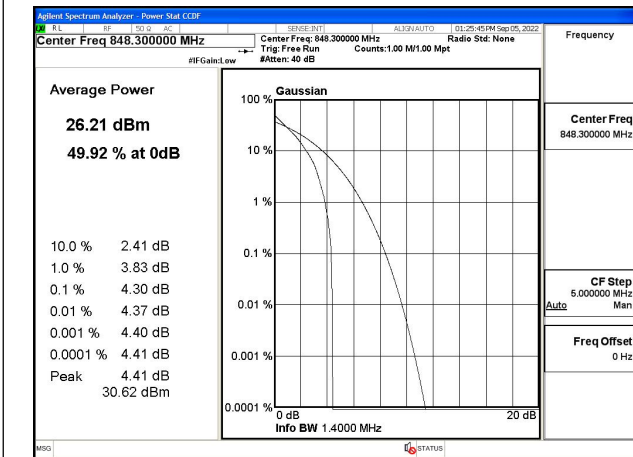 Agilent Spectrum Analyzer - Power Stat CCDF
RL RF 50 Ω AC SENSE:INT ALIGNAUTO 01:25:45 PM Sep 05, 2022
Center Freq 848.300000 MHz
Center Freq: 848.300000 MHz Radio Std: None
Trig: Free Run Counts:1.00 M/1.00 Mpt
#IFGain:Low #Atten: 40 dB
Frequency
Average Power
26.21 dBm
49.92 % at 0dB
10.0 % 2.41 dB
1.0 % 3.83 dB
0.1 % 4.30 dB
0.01 % 4.37 dB
0.001 % 4.40 dB
0.0001 % 4.41 dB
Peak 4.41 dB
30.62 dBm
Gaussian
100 %
10 %
1 %
0.1 %
0.01 %
0.001 %
0.0001 %
0 dB 20 dB
Info BW 1.4000 MHz
Center Freq
848.300000 MHz
CF Step
5.000000 MHz
Auto Man
Freq Offset
0 Hz
MSG STATUS